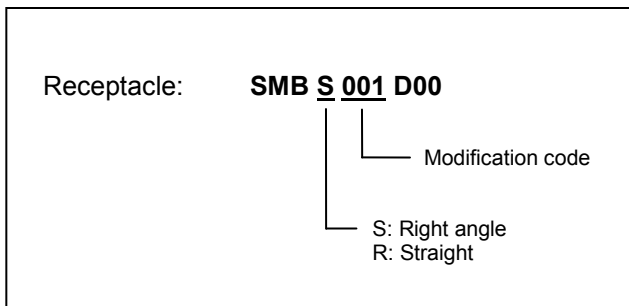 Receptacle: SMB S 001 D00
Modification code
S: Right angle
R: Straight